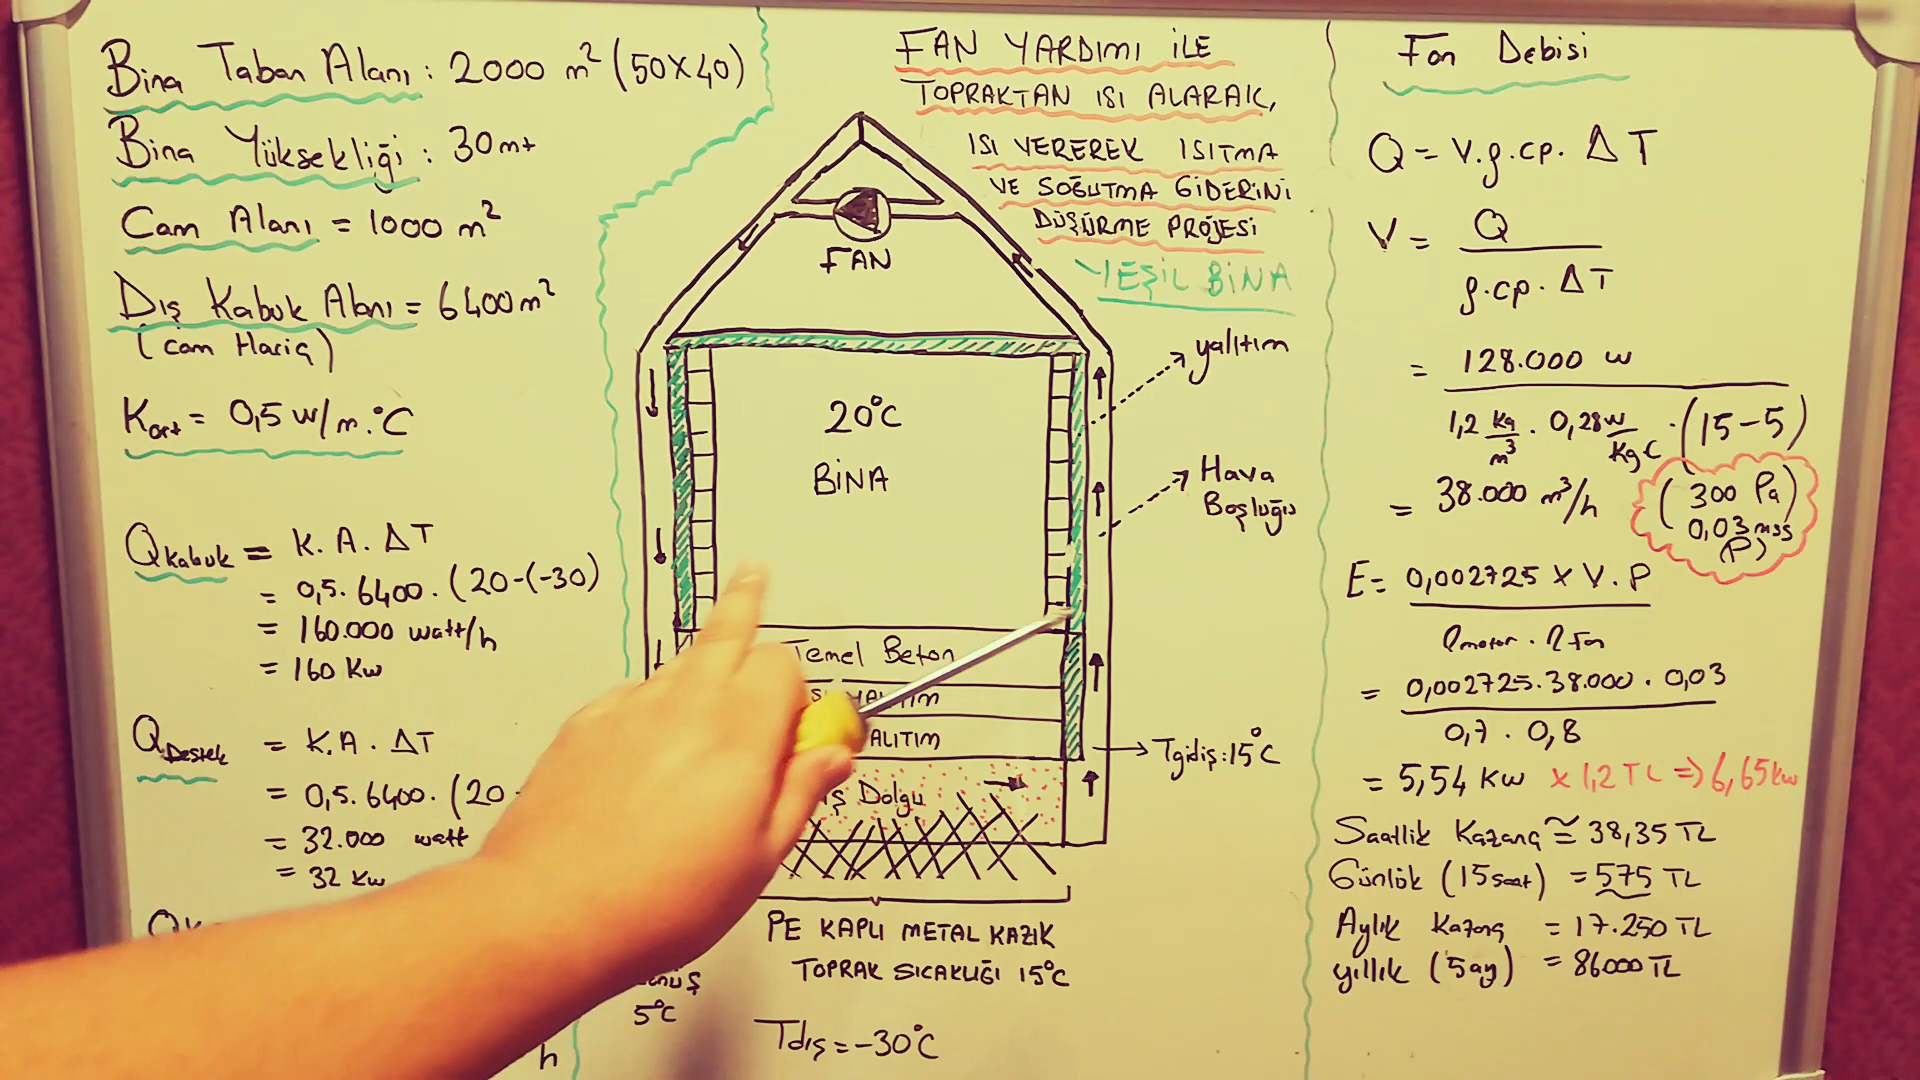 Bina Taban Alanı : 2000 m² (50x40)
Bina Yüksekliği : 30 mt
Cam Alanı = 1000 m²
Dış Kabuk Alanı = 6400 m²
(Cam Hariç)
Kort = 0,5 w/m.°C
Qkabuk = K. A. ΔT
= 0,5. 6400. (20-(-30)
= 160.000 watt/h
= 160 Kw
QDestek = K.A. ΔT
= 0,5. 6400. (20
= 32.000 watt
= 32 Kw
h
FAN YARDIMI İLE
TOPRAKTAN ISI ALARAK,
ISI VEREREK ISITMA
VE SOĞUTMA GİDERİNİ
DÜŞÜRME PROJESİ
YEŞİL BİNA
FAN
yalıtım
20°C
BİNA
Hava
Boşluğu
Temel Beton
ALITIM
Tgidiş:15°C
Dolgu
PE KAPLI METAL KAZIK
TOPRAK SICAKLIĞI 15°C
5°C
Tdış = -30°C
Fan Debisi
Q = V.ρ.cp. ΔT
V = Q
ρ.cp. ΔT
= 128.000 w
1,2 kg/m³ . 0,28 w/kg C . (15-5)
= 38.000 m³/h
(300 Pa)
0,03 mss
(P)
E = 0,002725 x V. P
ηmotor . ηfan
= 0,002725.38.000. 0,03
0,7 . 0,8
= 5,54 Kw x 1,2 TL => 6,65 kw
Saatlik Kazanç ≅ 38,35 TL
Günlük (15 saat) = 575 TL
Aylık Kazanç = 17.250 TL
yıllık (5 ay) = 86000 TL